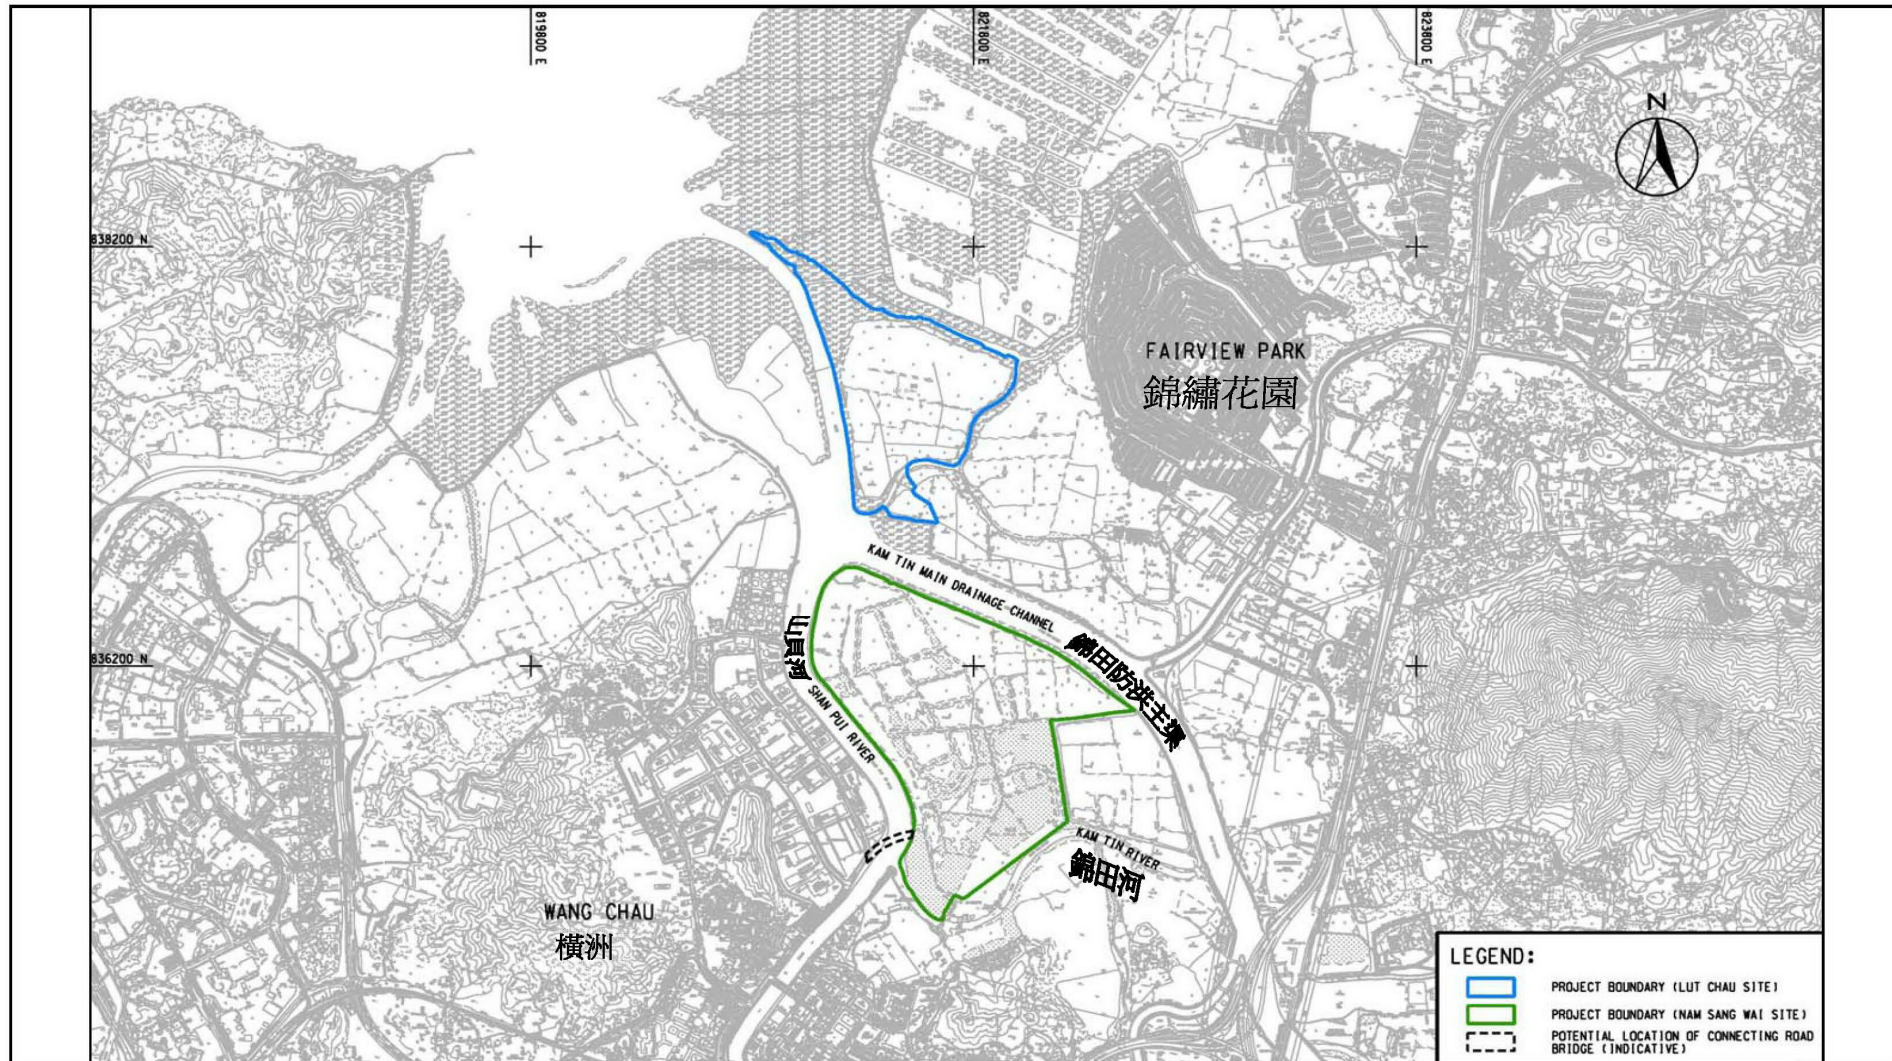 819800 E
821800 E
823800 E
N
838200 N
FAIRVIEW PARK
錦繡花園
KAM TIN MAIN DRAINAGE CHANNEL
錦田防洪主渠
836200 N
山貝河
SHAN PUI RIVER
KAM TIN RIVER
錦田河
WANG CHAU
橫洲
LEGEND:
PROJECT BOUNDARY (LUT CHAU SITE)
PROJECT BOUNDARY (NAM SANG WAI SITE)
POTENTIAL LOCATION OF CONNECTING ROAD
BRIDGE (INDICATIVE)